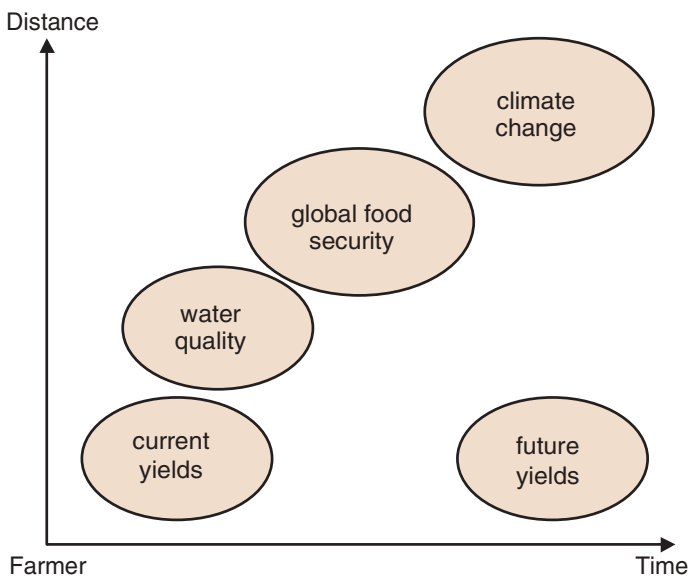 Distance
climate
change
global food
security
water
quality
current
yields
future
yields
Farmer
Time